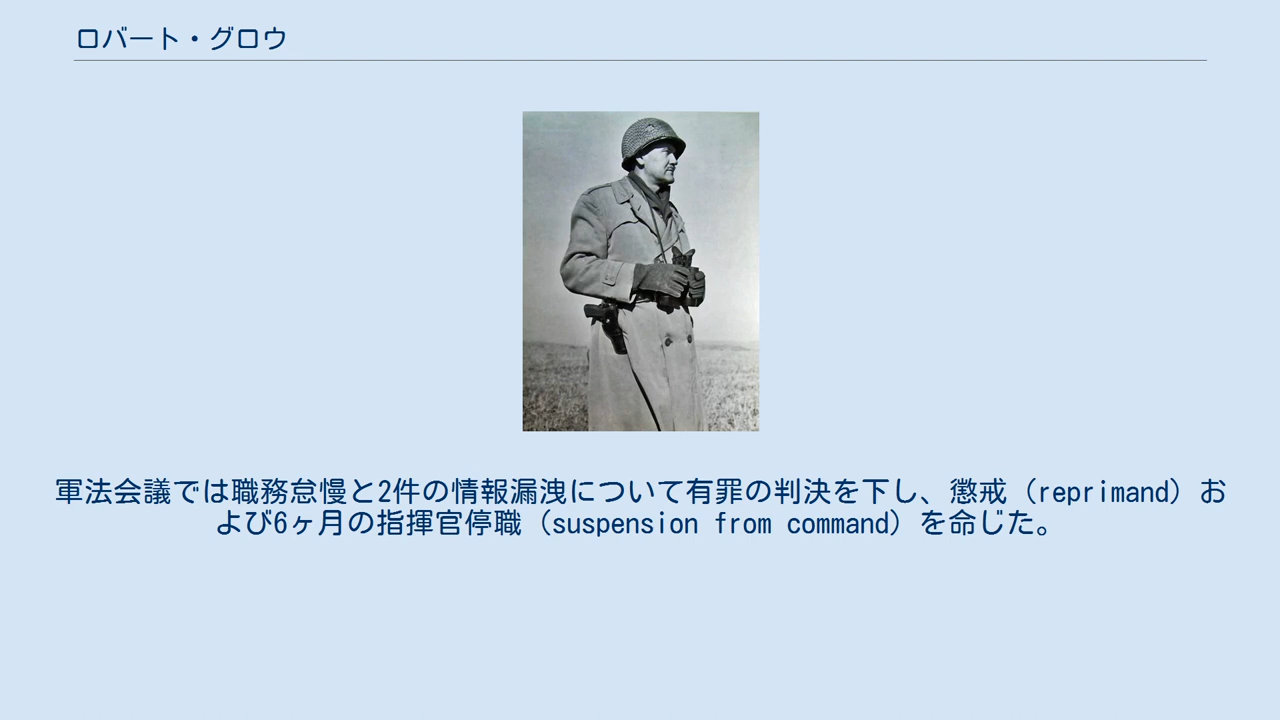 ロバート・グロウ
軍法会議では職務怠慢と2件の情報漏洩について有罪の判決を下し、懲戒（reprimand）お
よび6ヶ月の指揮官停職（suspension from command）を命じた。